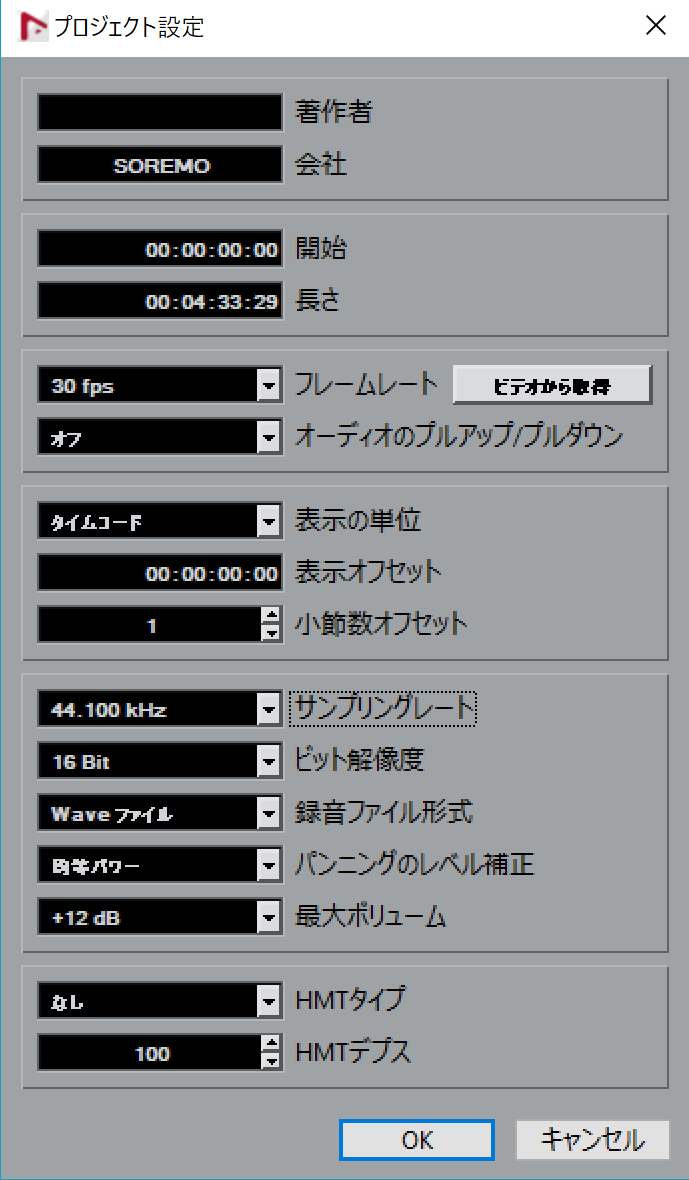 プロジェクト設定
著作者
SOREMO 会社
00:00:00:00 開始
00:04:33:29 長さ
30 fps フレームレート ビデオから取得
オフ オーディオのプルアップ/プルダウン
タイムコード 表示の単位
00:00:00:00 表示オフセット
1 小節数オフセット
44.100 kHz サンプリングレート
16 Bit ビット解像度
Wave ファイル 録音ファイル形式
均等パワー パンニングのレベル補正
+12 dB 最大ボリューム
なし HMTタイプ
100 HMTデプス
OK キャンセル